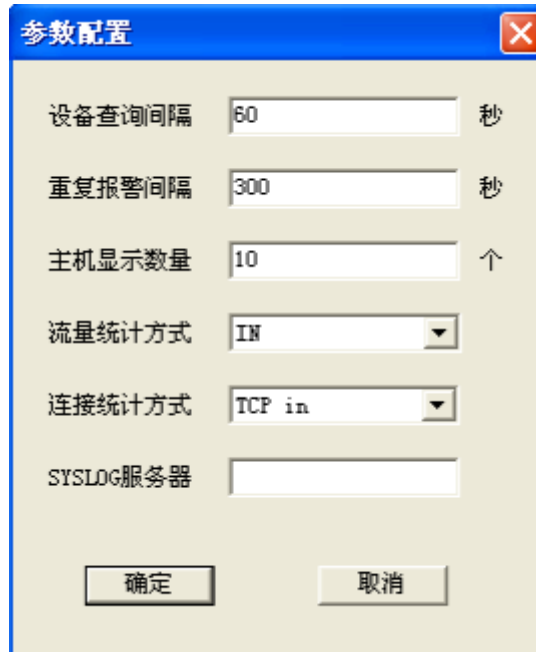 参数配置
设备查询间隔 60 秒
重复报警间隔 300 秒
主机显示数量 10 个
流量统计方式 IN
连接统计方式 TCP in
SYSLOG服务器
确定 取消